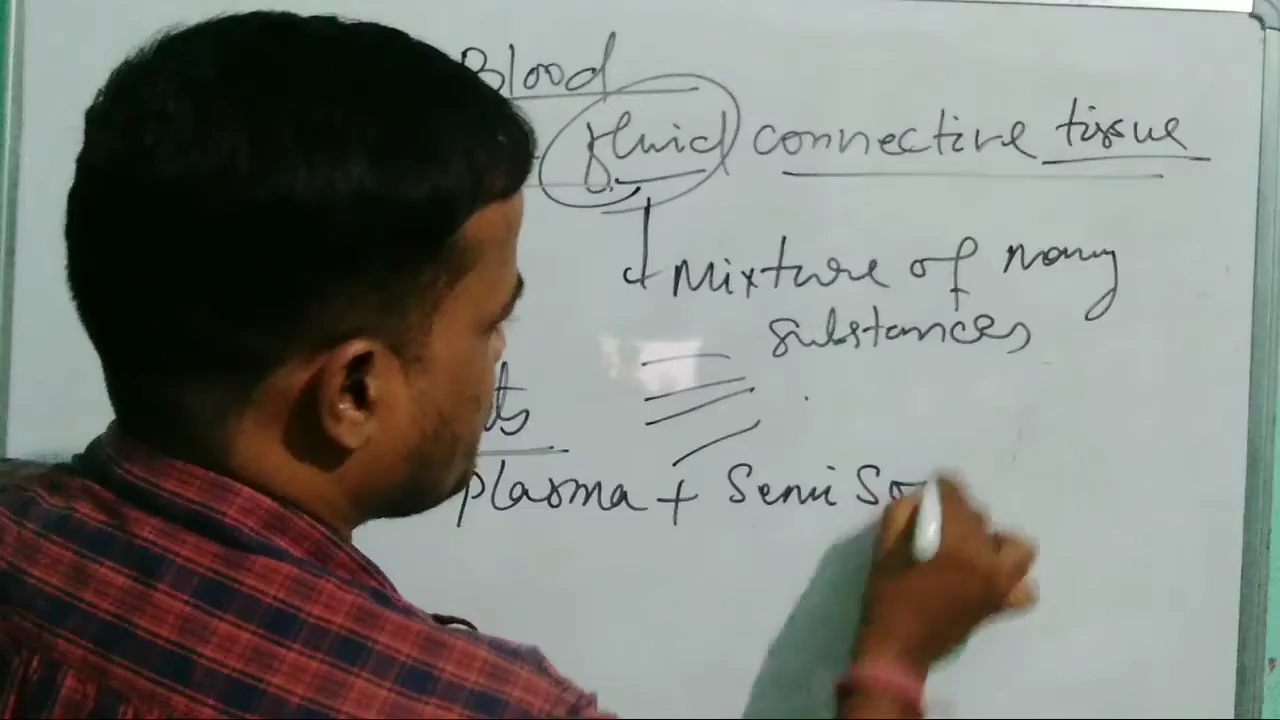 Blood
fluid connective tissue
Mixture of many
substances
plasma + Semi So